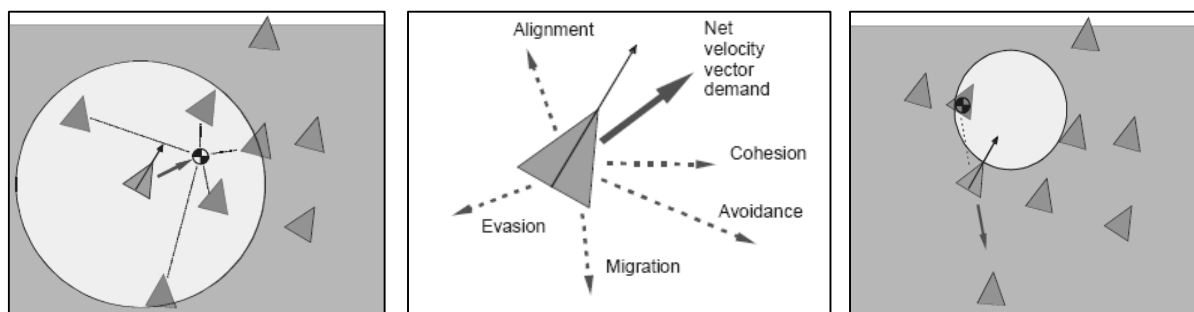 Alignment
Net
velocity
vector
demand
Cohesion
Avoidance
Evasion
Migration